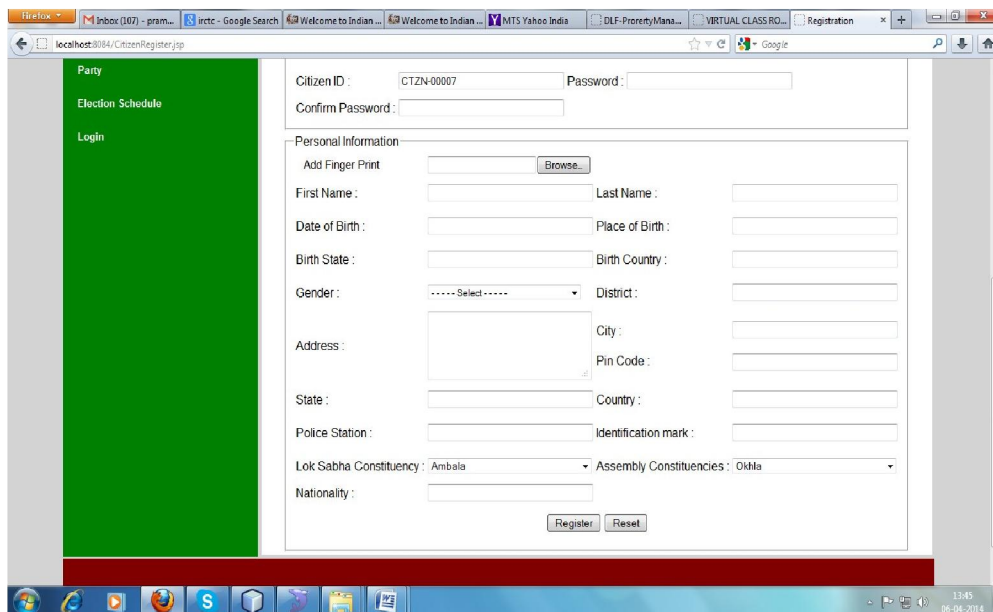 Firefox
Inbox (107) - pram... irctc - Google Search Welcome to Indian ... Welcome to Indian ... MTS Yahoo India DLF-ProrertyMana... VIRTUAL CLASS RO... Registration
localhost:8084/CitizenRegister.jsp Google
Party
Election Schedule
Login
Citizen ID : CTZN-00007 Password :
Confirm Password :
Personal Information
Add Finger Print Browse..
First Name : Last Name :
Date of Birth : Place of Birth :
Birth State : Birth Country :
Gender : ----- Select ----- District :
Address : City :
Pin Code :
State : Country :
Police Station : Identification mark :
Lok Sabha Constituency : Ambala Assembly Constituencies : Okhla
Nationality :
Register Reset
13:45
06-04-2014